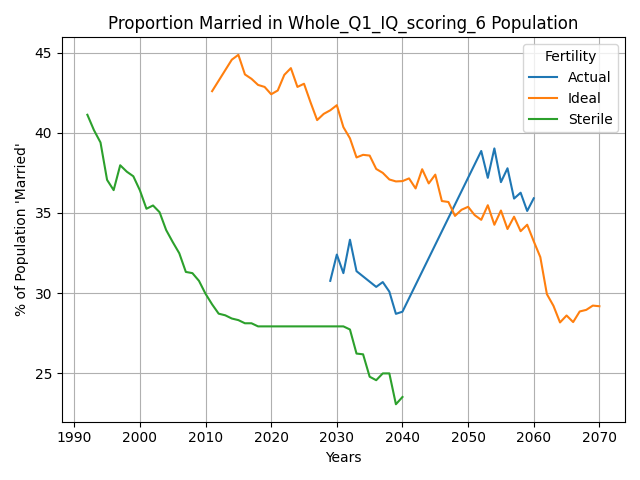 Proportion Married in Whole_Q1_IQ_scoring_6 Population
Fertility
Actual
Ideal
Sterile
% of Population 'Married'
45
40
35
30
25
1990 2000 2010 2020 2030 2040 2050 2060 2070
Years